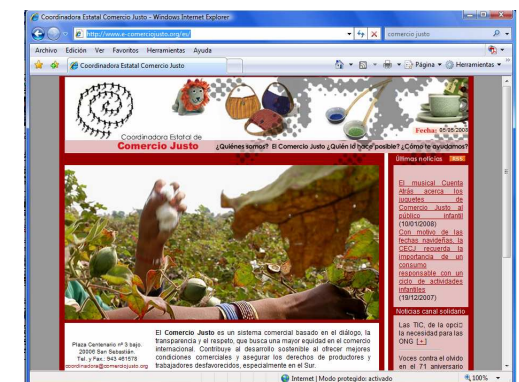 Coordinadora Estatal Comercio Justo - Windows Internet Explorer
http://www.e-comerciojusto.org/es/
comercio justo
Archivo Edición Ver Favoritos Herramientas Ayuda
Coordinadora Estatal Comercio Justo
Página Herramientas
Coordinadora Estatal de
Comercio Justo
Fecha: 05/05/2008
¿Quiénes somos? El Comercio Justo ¿Quién lo hace posible? ¿Cómo te ayudamos?
Últimas noticias RSS
El musical Cuenta
Atrás acerca los
juguetes de
Comercio Justo al
público infantil
(10/01/2008)
Con motivo de las
fechas navideñas, la
CECJ recuerda la
importancia de un
consumo
responsable con un
ciclo de actividades
infantiles
(19/12/2007)
Noticias canal solidario
Las TIC, de la opci
la necesidad para las
ONG [+]
Voces contra el olvido
en el 71 aniversario
Plaza Centenario nº 3 bajo.
20006 San Sebastián.
Tel. y Fax.: 943 461578
coordinadora@comerciojusto.org
El Comercio Justo es un sistema comercial basado en el diálogo, la
transparencia y el respeto, que busca una mayor equidad en el comercio
internacional. Contribuye al desarrollo sostenible al ofrecer mejores
condiciones comerciales y asegurar los derechos de productores y
trabajadores desfavorecidos, especialmente en el Sur.
Internet | Modo protegido: activado
100%